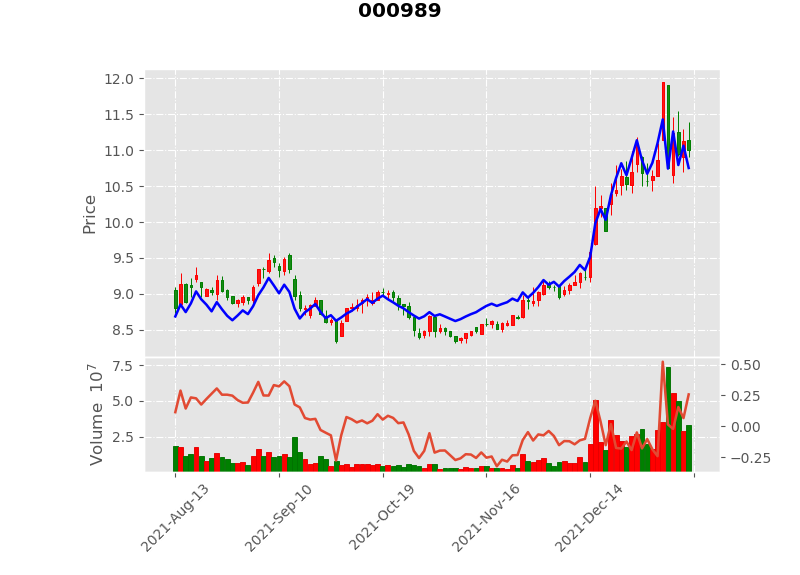 000989
12.0
11.5
11.0
10.5
10.0
9.5
9.0
8.5
Price
7.5
5.0
2.5
Volume 10^7
0.50
0.25
0.00
−0.25
2021-Aug-13
2021-Sep-10
2021-Oct-19
2021-Nov-16
2021-Dec-14